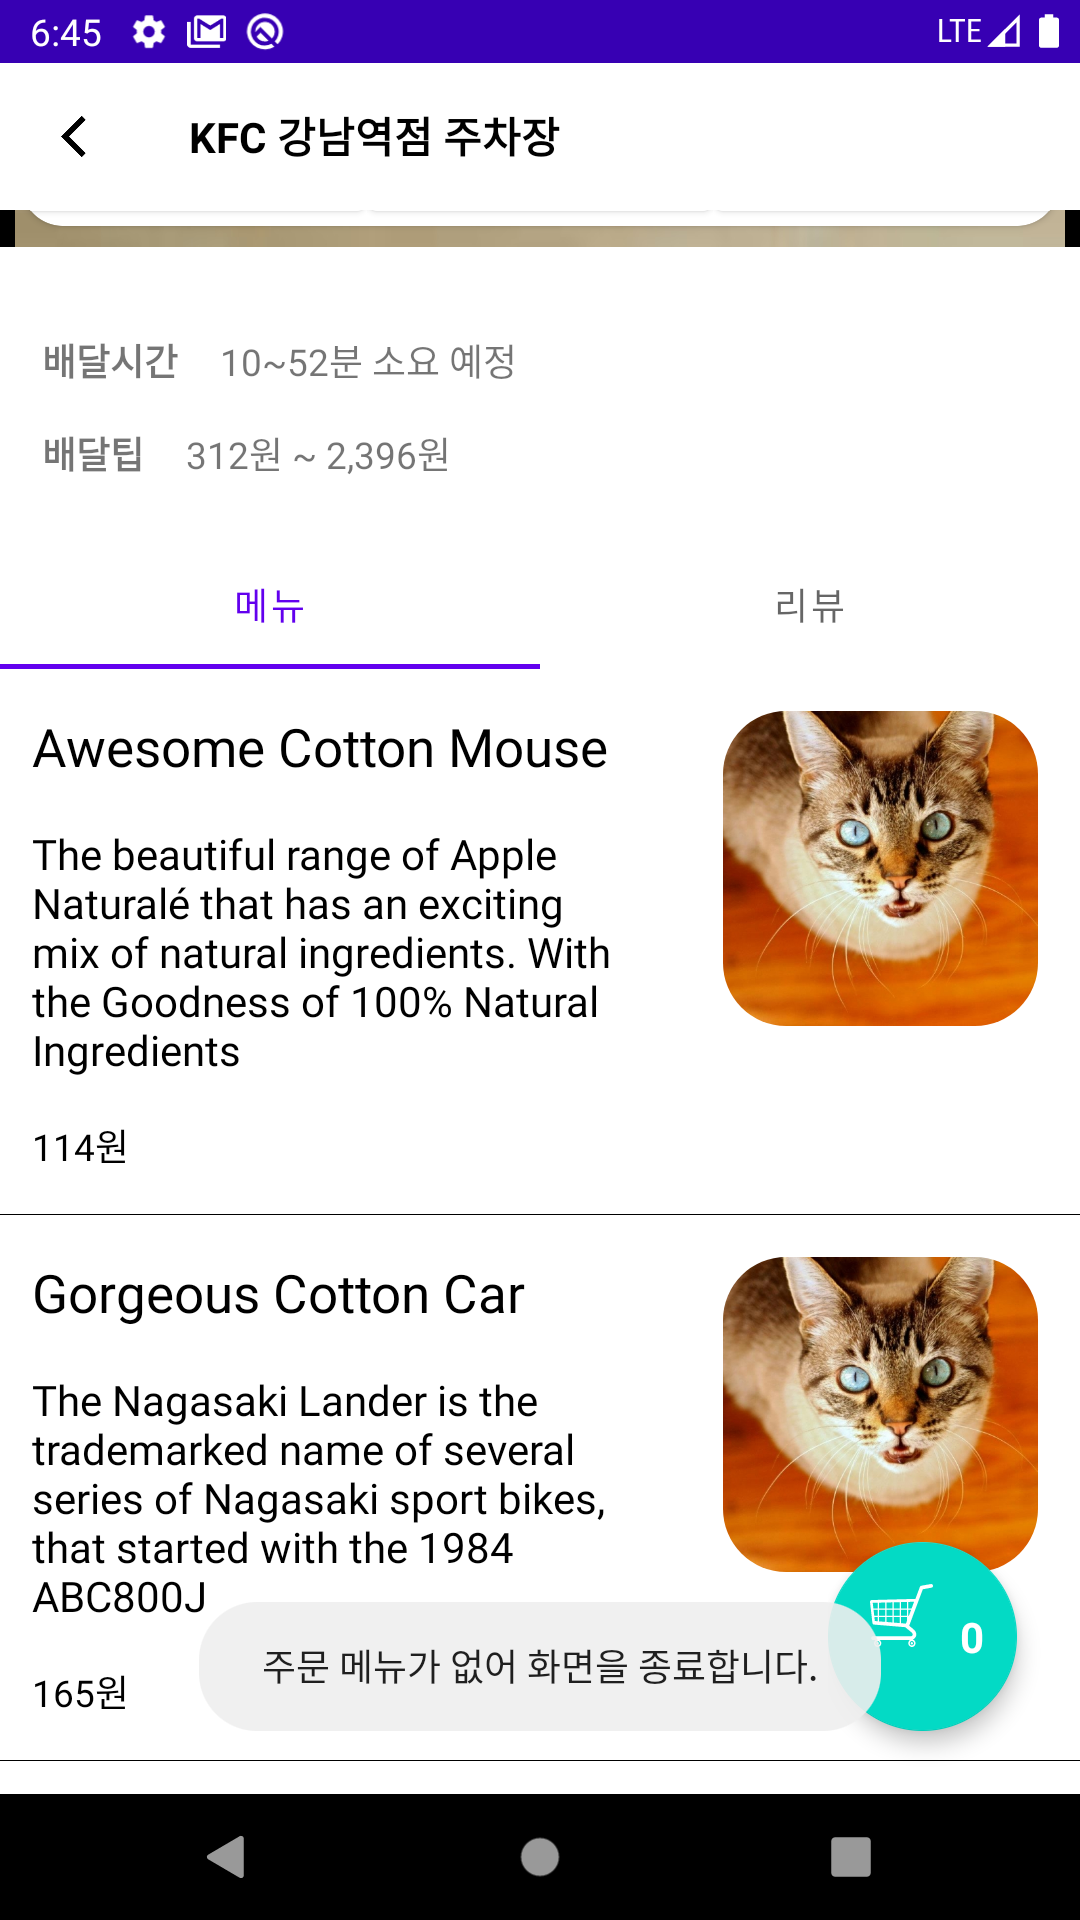 6:45
LTE
KFC 강남역점 주차장
배달시간 10~52분 소요 예정
배달팁 312원 ~ 2,396원
메뉴 리뷰
Awesome Cotton Mouse
The beautiful range of Apple
Naturalé that has an exciting
mix of natural ingredients. With
the Goodness of 100% Natural
Ingredients
114원
Gorgeous Cotton Car
The Nagasaki Lander is the
trademarked name of several
series of Nagasaki sport bikes,
that started with the 1984
ABC800J
0
주문 메뉴가 없어 화면을 종료합니다.
165원